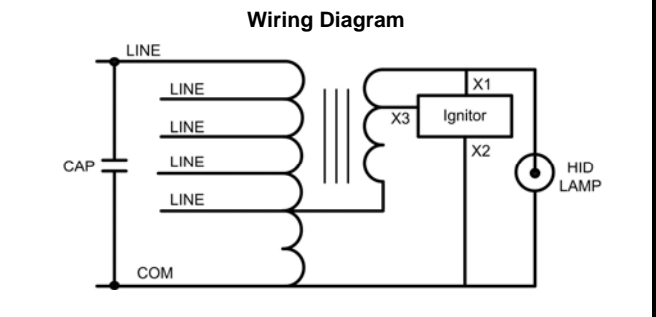 Wiring Diagram
LINE
LINE
X1
X3
Ignitor
LINE
X2
LINE
CAP
HID
LAMP
LINE
COM